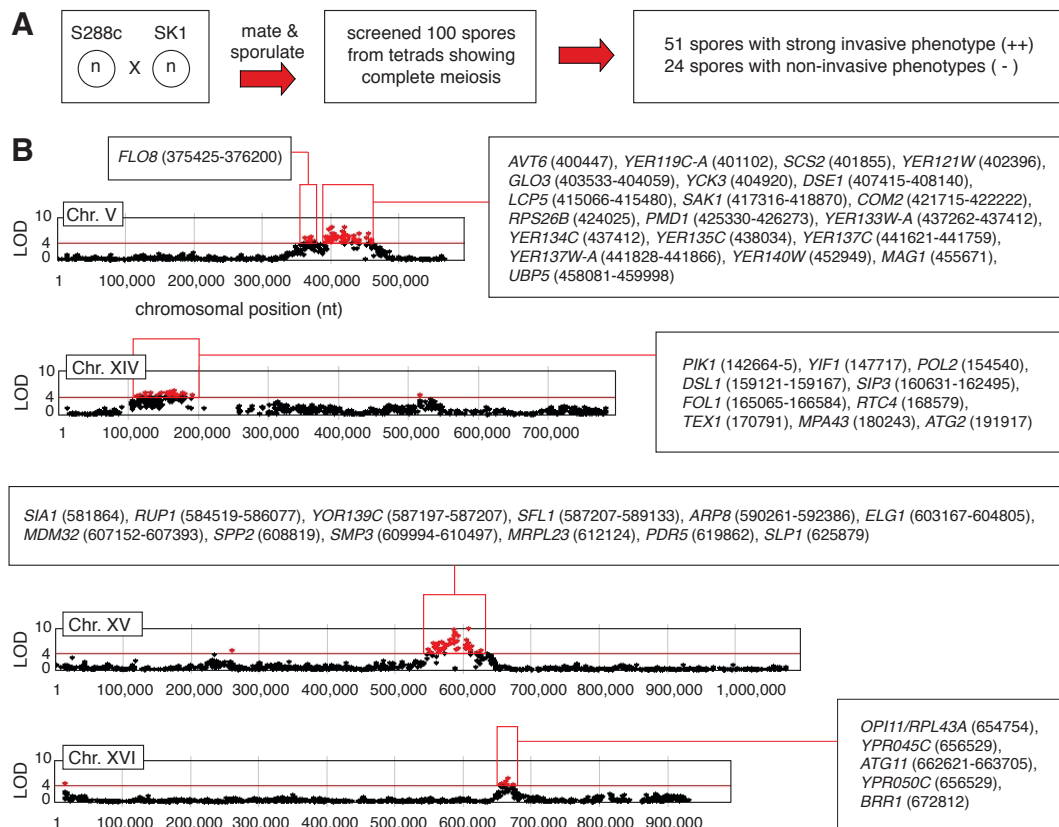 A
S288c
SK1
n
X
n
mate &
sporulate
screened 100 spores
from tetrads showing
complete meiosis
51 spores with strong invasive phenotype (++)
24 spores with non-invasive phenotypes ( - )
B
FLO8 (375425-376200)
AVT6 (400447), YER119C-A (401102), SCS2 (401855), YER121W (402396),
GLO3 (403533-404059), YCK3 (404920), DSE1 (407415-408140),
LCP5 (415066-415480), SAK1 (417316-418870), COM2 (421715-422222),
RPS26B (424025), PMD1 (425330-426273), YER133W-A (437262-437412),
YER134C (437412), YER135C (438034), YER137C (441621-441759),
YER137W-A (441828-441866), YER140W (452949), MAG1 (455671),
UBP5 (458081-459998)
Chr. V
LOD
10
4
0
1 100,000 200,000 300,000 400,000 500,000
chromosomal position (nt)
Chr. XIV
LOD
10
4
0
1 100,000 200,000 300,000 400,000 500,000 600,000 700,000
PIK1 (142664-5), YIF1 (147717), POL2 (154540),
DSL1 (159121-159167), SIP3 (160631-162495),
FOL1 (165065-166584), RTC4 (168579),
TEX1 (170791), MPA43 (180243), ATG2 (191917)
SIA1 (581864), RUP1 (584519-586077), YOR139C (587197-587207), SFL1 (587207-589133), ARP8 (590261-592386), ELG1 (603167-604805),
MDM32 (607152-607393), SPP2 (608819), SMP3 (609994-610497), MRPL23 (612124), PDR5 (619862), SLP1 (625879)
Chr. XV
LOD
10
4
0
1 100,000 200,000 300,000 400,000 500,000 600,000 700,000 800,000 900,000 1,000,000
Chr. XVI
LOD
10
4
0
1 100,000 200,000 300,000 400,000 500,000 600,000 700,000 800,000 900,000
OPI11/RPL43A (654754),
YPR045C (656529),
ATG11 (662621-663705),
YPR050C (656529),
BRR1 (672812)